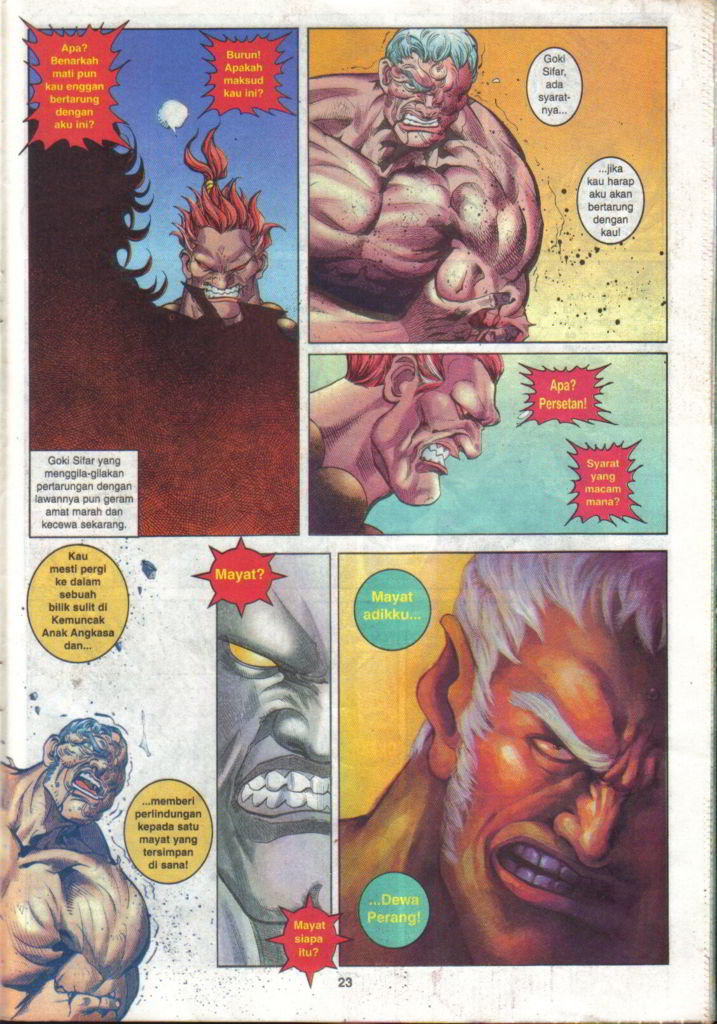 Apa?
Benarkah
mati pun
kau enggan
bertarung
dengan
aku ini?
Burun!
Apakah
maksud
kau ini?
Goki Sifar yang
menggila-gilakan
pertarungan dengan
lawannya pun geram
amat marah dan
kecewa sekarang.
Goki
Sifar,
ada
syarat-
nya...
...jika
kau harap
aku akan
bertarung
dengan
kau!
Apa?
Persetan!
Syarat
yang
macam
mana?
Kau
mesti pergi
ke dalam
sebuah
bilik sulit di
Kemuncak
Anak Angkasa
dan...
...memberi
perlindungan
kepada satu
mayat yang
tersimpan
di sana!
Mayat?
Mayat
siapa
itu?
Mayat
adikku...
...Dewa
Perang!
23